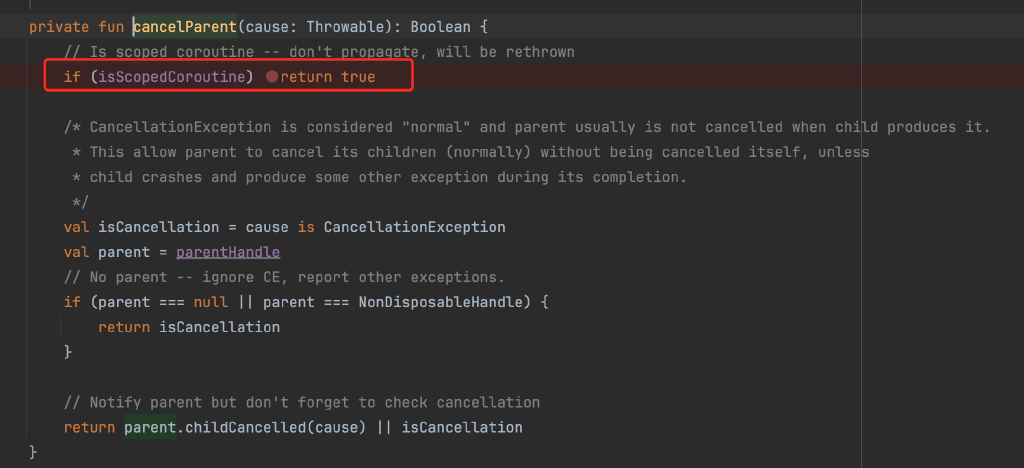 private fun cancelParent(cause: Throwable): Boolean {
// Is scoped coroutine -- don't propagate, will be rethrown
if (isScopedCoroutine) return true
/* CancellationException is considered "normal" and parent usually is not cancelled when child produces it.
* This allow parent to cancel its children (normally) without being cancelled itself, unless
* child crashes and produce some other exception during its completion.
*/
val isCancellation = cause is CancellationException
val parent = parentHandle
// No parent -- ignore CE, report other exceptions.
if (parent === null || parent === NonDisposableHandle) {
return isCancellation
}
// Notify parent but don't forget to check cancellation
return parent.childCancelled(cause) || isCancellation
}